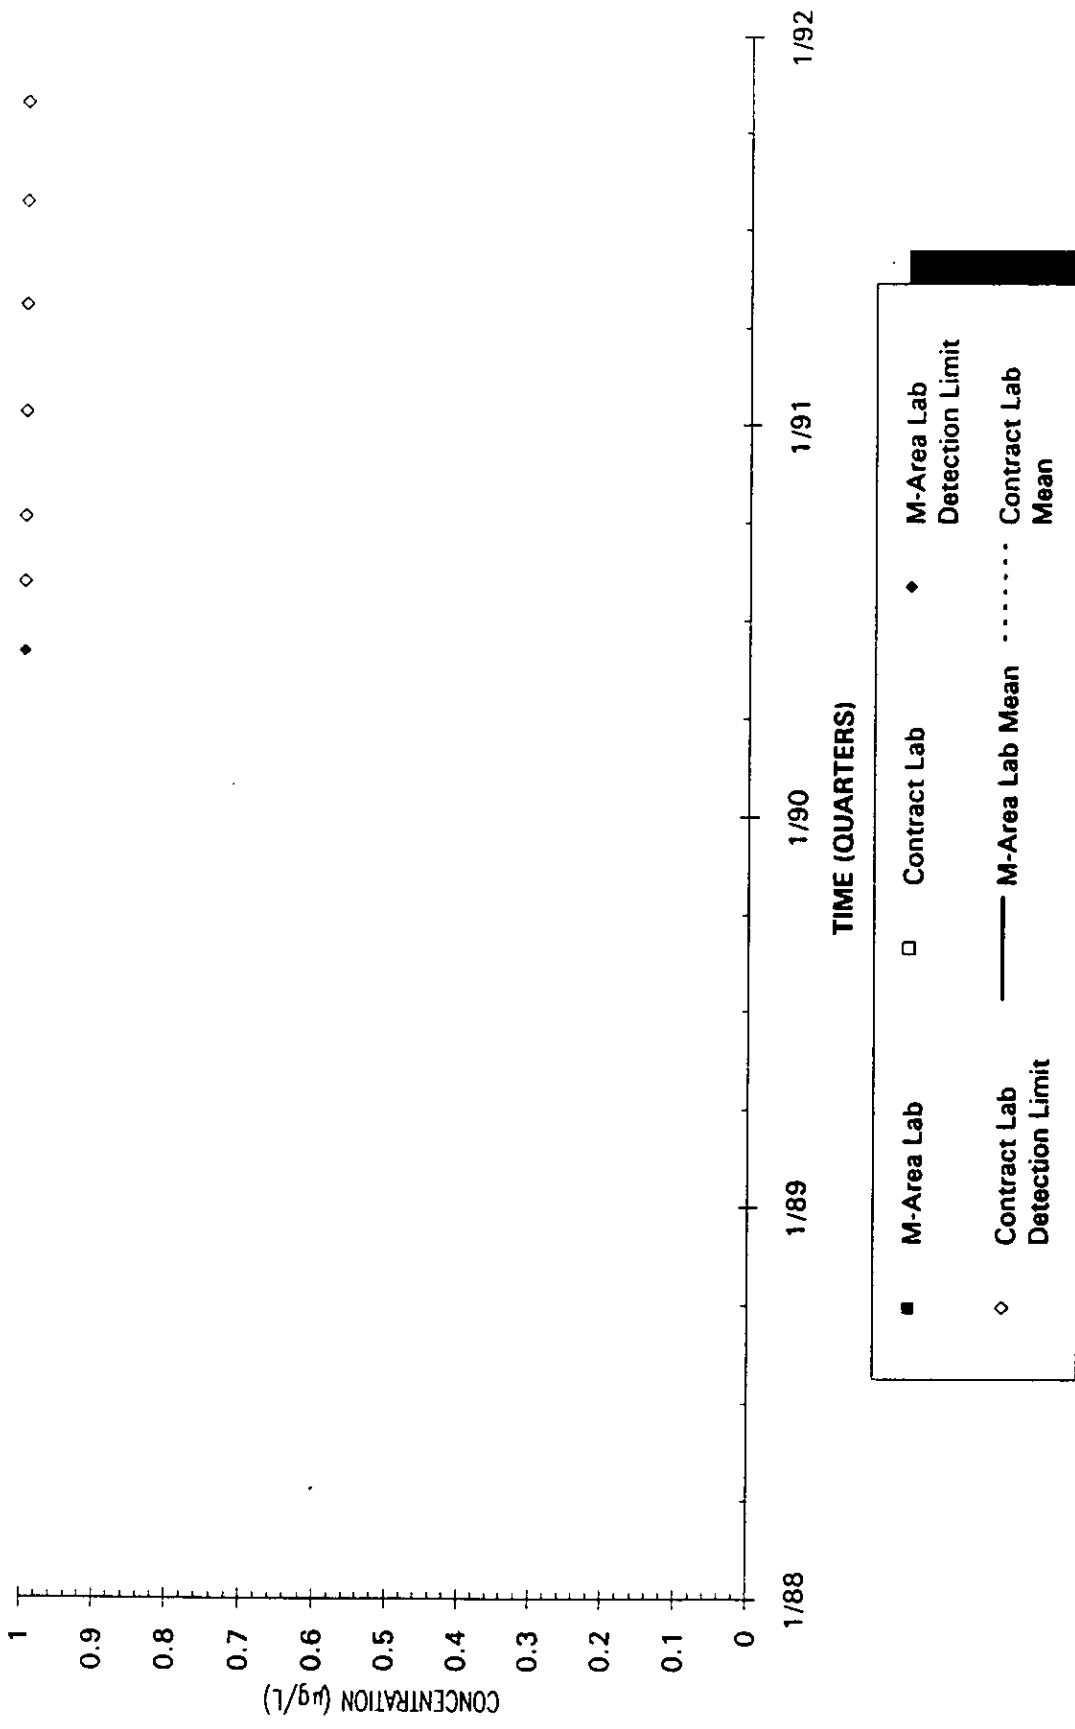 CONCENTRATION (µg/L)
1
0.9
0.8
0.7
0.6
0.5
0.4
0.3
0.2
0.1
0
1/88
1/89
1/90
1/91
1/92
TIME (QUARTERS)
M-Area Lab
Contract Lab
M-Area Lab
Detection Limit
Contract Lab
Detection Limit
M-Area Lab Mean
Contract Lab
Mean